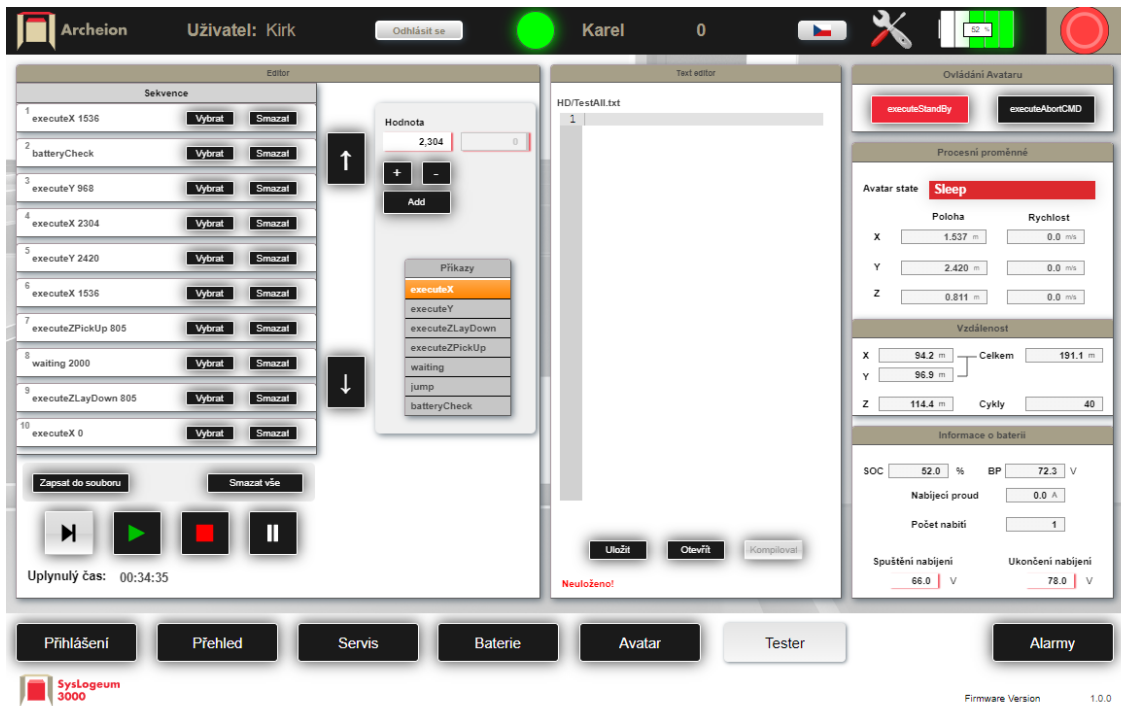 Archeion
Uživatel: Kirk
Odhlásit se
Karel
0
52 %
Editor
Sekvence
1
executeX 1536
Vybrat
Smazat
2
batteryCheck
Vybrat
Smazat
3
executeY 968
Vybrat
Smazat
4
executeX 2304
Vybrat
Smazat
5
executeY 2420
Vybrat
Smazat
6
executeX 1536
Vybrat
Smazat
7
executeZPickUp 805
Vybrat
Smazat
8
waiting 2000
Vybrat
Smazat
9
executeZLayDown 805
Vybrat
Smazat
10
executeX 0
Vybrat
Smazat
Zapsat do souboru
Smazat vše
Uplynulý čas: 00:34:35
Hodnota
2,304
0
+
-
Add
Příkazy
executeX
executeY
executeZLayDown
executeZPickUp
waiting
jump
batteryCheck
Text editor
HD/TestAll.txt
1
Uložit
Otevřít
Kompiloval
Neuloženo!
Ovládání Avataru
executeStandBy
executeAbortCMD
Procesní proměnné
Avatar state
Sleep
Poloha
Rychlost
X 1.537 m 0.0 m/s
Y 2.420 m 0.0 m/s
Z 0.811 m 0.0 m/s
Vzdálenost
X 94.2 m Celkem 191.1 m
Y 96.9 m
Z 114.4 m Cykly 40
Informace o baterii
SOC 52.0 % BP 72.3 V
Nabíjecí proud 0.0 A
Počet nabití 1
Spuštění nabíjení
Ukončení nabíjení
66.0 V
78.0 V
Přihlášení
Přehled
Servis
Baterie
Avatar
Tester
Alarmy
SysLogeum
3000
Firmware Version 1.0.0